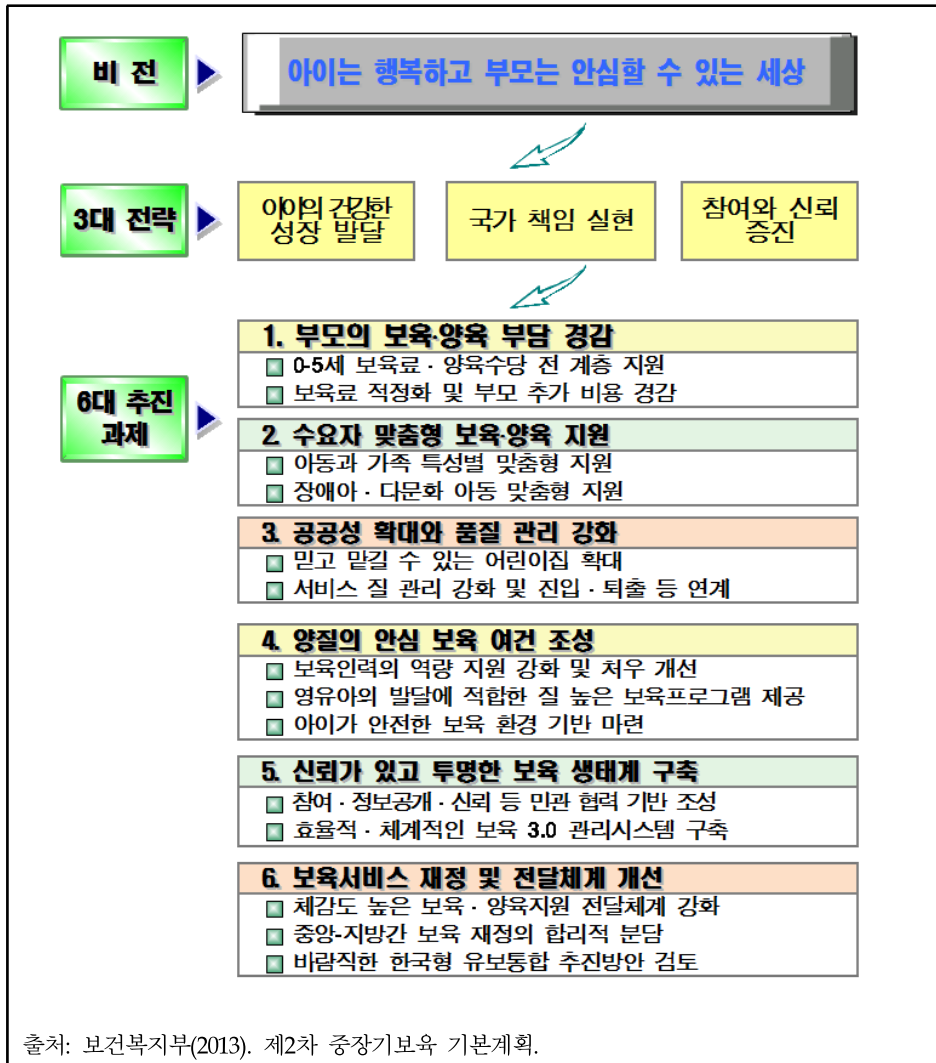 비 전
아이는 행복하고 부모는 안심할 수 있는 세상
3대 전략
아이의 건강한
성장 발달
국가 책임 실현
참여와 신뢰
증진
6대 추진
과제
1. 부모의 보육·양육 부담 경감
0-5세 보육료 · 양육수당 전 계층 지원
보육료 적정화 및 부모 추가 비용 경감
2. 수요자 맞춤형 보육·양육 지원
아동과 가족 특성별 맞춤형 지원
장애아 · 다문화 아동 맞춤형 지원
3. 공공성 확대와 품질 관리 강화
믿고 맡길 수 있는 어린이집 확대
서비스 질 관리 강화 및 진입 · 퇴출 등 연계
4. 양질의 안심 보육 여건 조성
보육인력의 역량 지원 강화 및 처우 개선
영유아의 발달에 적합한 질 높은 보육프로그램 제공
아이가 안전한 보육 환경 기반 마련
5. 신뢰가 있고 투명한 보육 생태계 구축
참여 · 정보공개 · 신뢰 등 민관 협력 기반 조성
효율적 · 체계적인 보육 3.0 관리시스템 구축
6. 보육서비스 재정 및 전달체계 개선
체감도 높은 보육 · 양육지원 전달체계 강화
중앙-지방간 보육 재정의 합리적 분담
바람직한 한국형 유보통합 추진방안 검토
출처: 보건복지부(2013). 제2차 중장기보육 기본계획.